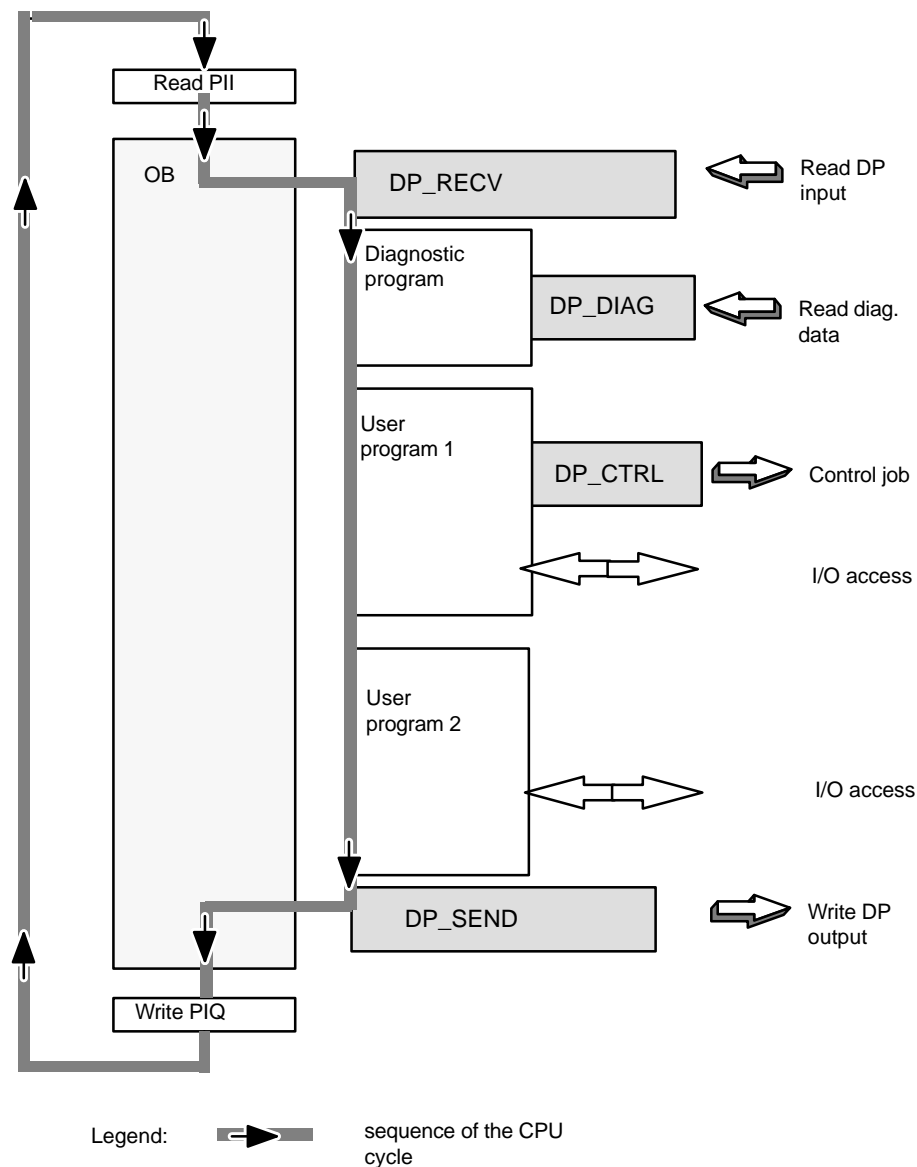 Read PII
OB
DP_RECV
Read DP
input
Diagnostic
program
DP_DIAG
Read diag.
data
User
program 1
DP_CTRL
Control job
I/O access
User
program 2
I/O access
DP_SEND
Write DP
output
Write PIQ
Legend:
sequence of the CPU
cycle